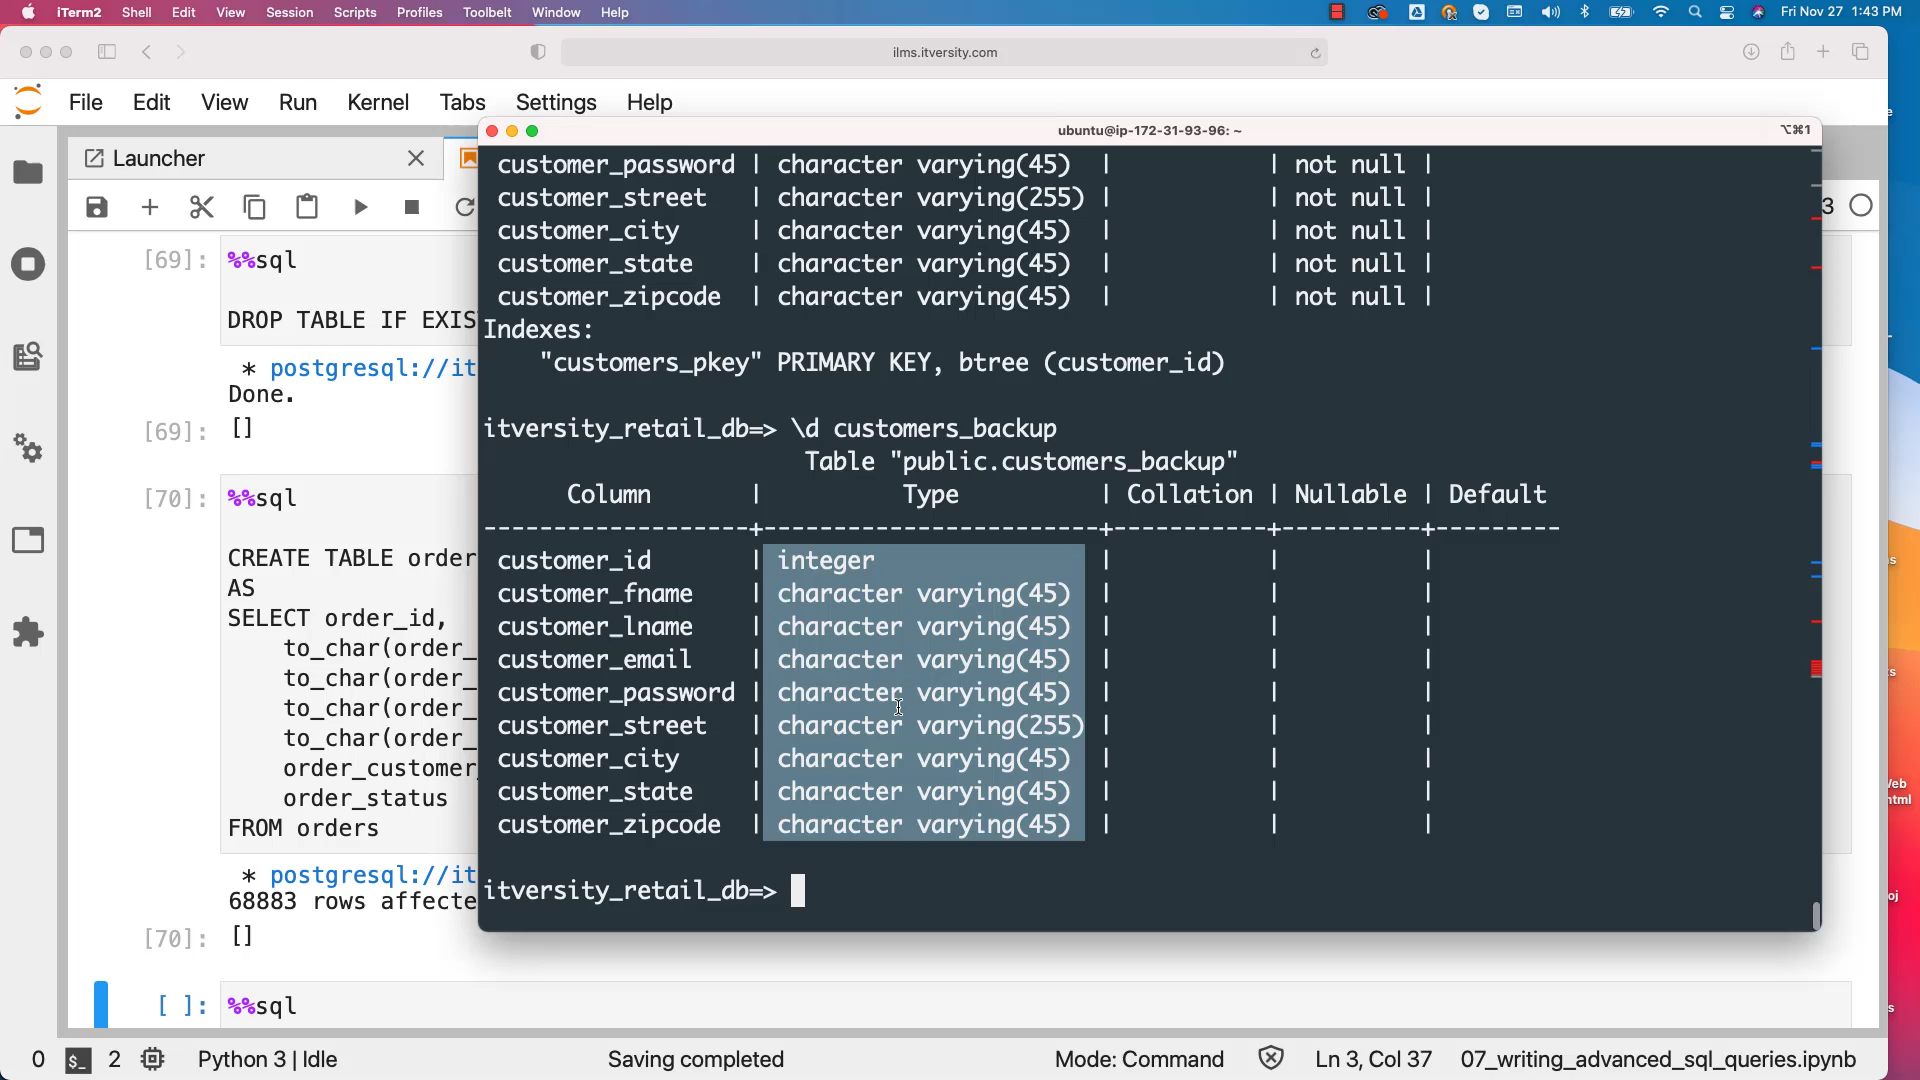 iTerm2 Shell Edit View Session Scripts Profiles Toolbelt Window Help
Fri Nov 27 1:43 PM
ilms.itversity.com
File Edit View Run Kernel Tabs Settings Help
ubuntu@ip-172-31-93-96: ~
⌥⌘1
Launcher
3
[69]: %%sql
DROP TABLE IF EXIS
* postgresql://it
Done.
[69]: []
[70]: %%sql
CREATE TABLE order
AS
SELECT order_id,
to_char(order_
to_char(order_
to_char(order_
to_char(order_
order_customer_
order_status
FROM orders
* postgresql://it
68883 rows affecte
[70]: []
[ ]: %%sql
customer_password | character varying(45) | | not null |
customer_street | character varying(255) | | not null |
customer_city | character varying(45) | | not null |
customer_state | character varying(45) | | not null |
customer_zipcode | character varying(45) | | not null |
Indexes:
"customers_pkey" PRIMARY KEY, btree (customer_id)
itversity_retail_db=> \d customers_backup
Table "public.customers_backup"
Column | Type | Collation | Nullable | Default
-------------------+------------------------+-----------+----------+---------
customer_id | integer | | |
customer_fname | character varying(45) | | |
customer_lname | character varying(45) | | |
customer_email | character varying(45) | | |
customer_password | character varying(45) | | |
customer_street | character varying(255) | | |
customer_city | character varying(45) | | |
customer_state | character varying(45) | | |
customer_zipcode | character varying(45) | | |
itversity_retail_db=>
0 $_ 2 Python 3 | Idle Saving completed Mode: Command Ln 3, Col 37 07_writing_advanced_sql_queries.ipynb